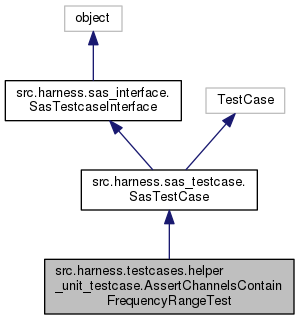 object
src.harness.sas_interface.
SasTestcaseInterface
TestCase
src.harness.sas_testcase.
SasTestCase
src.harness.testcases.helper
_unit_testcase.AssertChannelsContain
FrequencyRangeTest